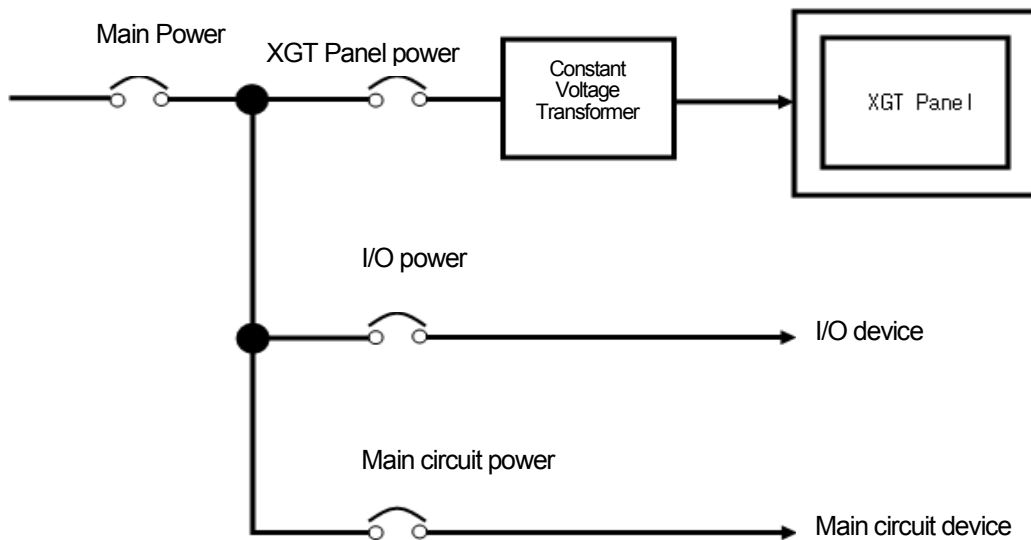 Main Power
XGT Panel power
Constant
Voltage
Transformer
XGT Panel
I/O power
I/O device
Main circuit power
Main circuit device